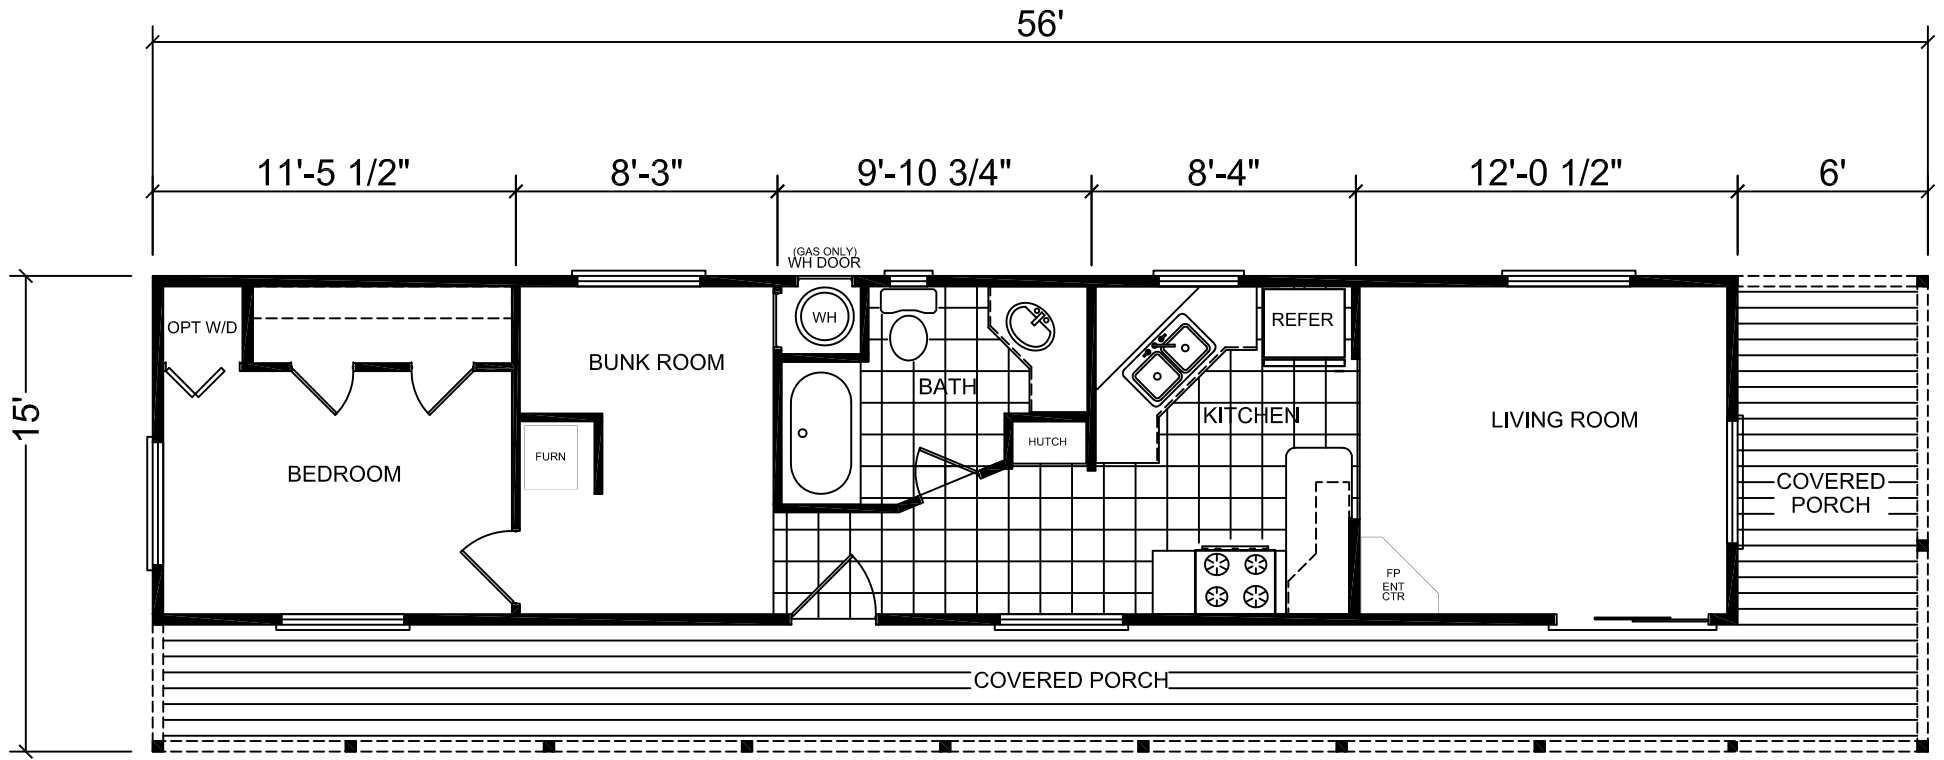 56'
11'-5 1/2"
8'-3"
9'-10 3/4"
8'-4"
12'-0 1/2"
6'
15'
(GAS ONLY)
WH DOOR
OPT W/D
WH
REFER
BUNK ROOM
BATH
KITCHEN
LIVING ROOM
HUTCH
FURN
BEDROOM
COVERED
PORCH
FP
ENT
CTR
COVERED PORCH